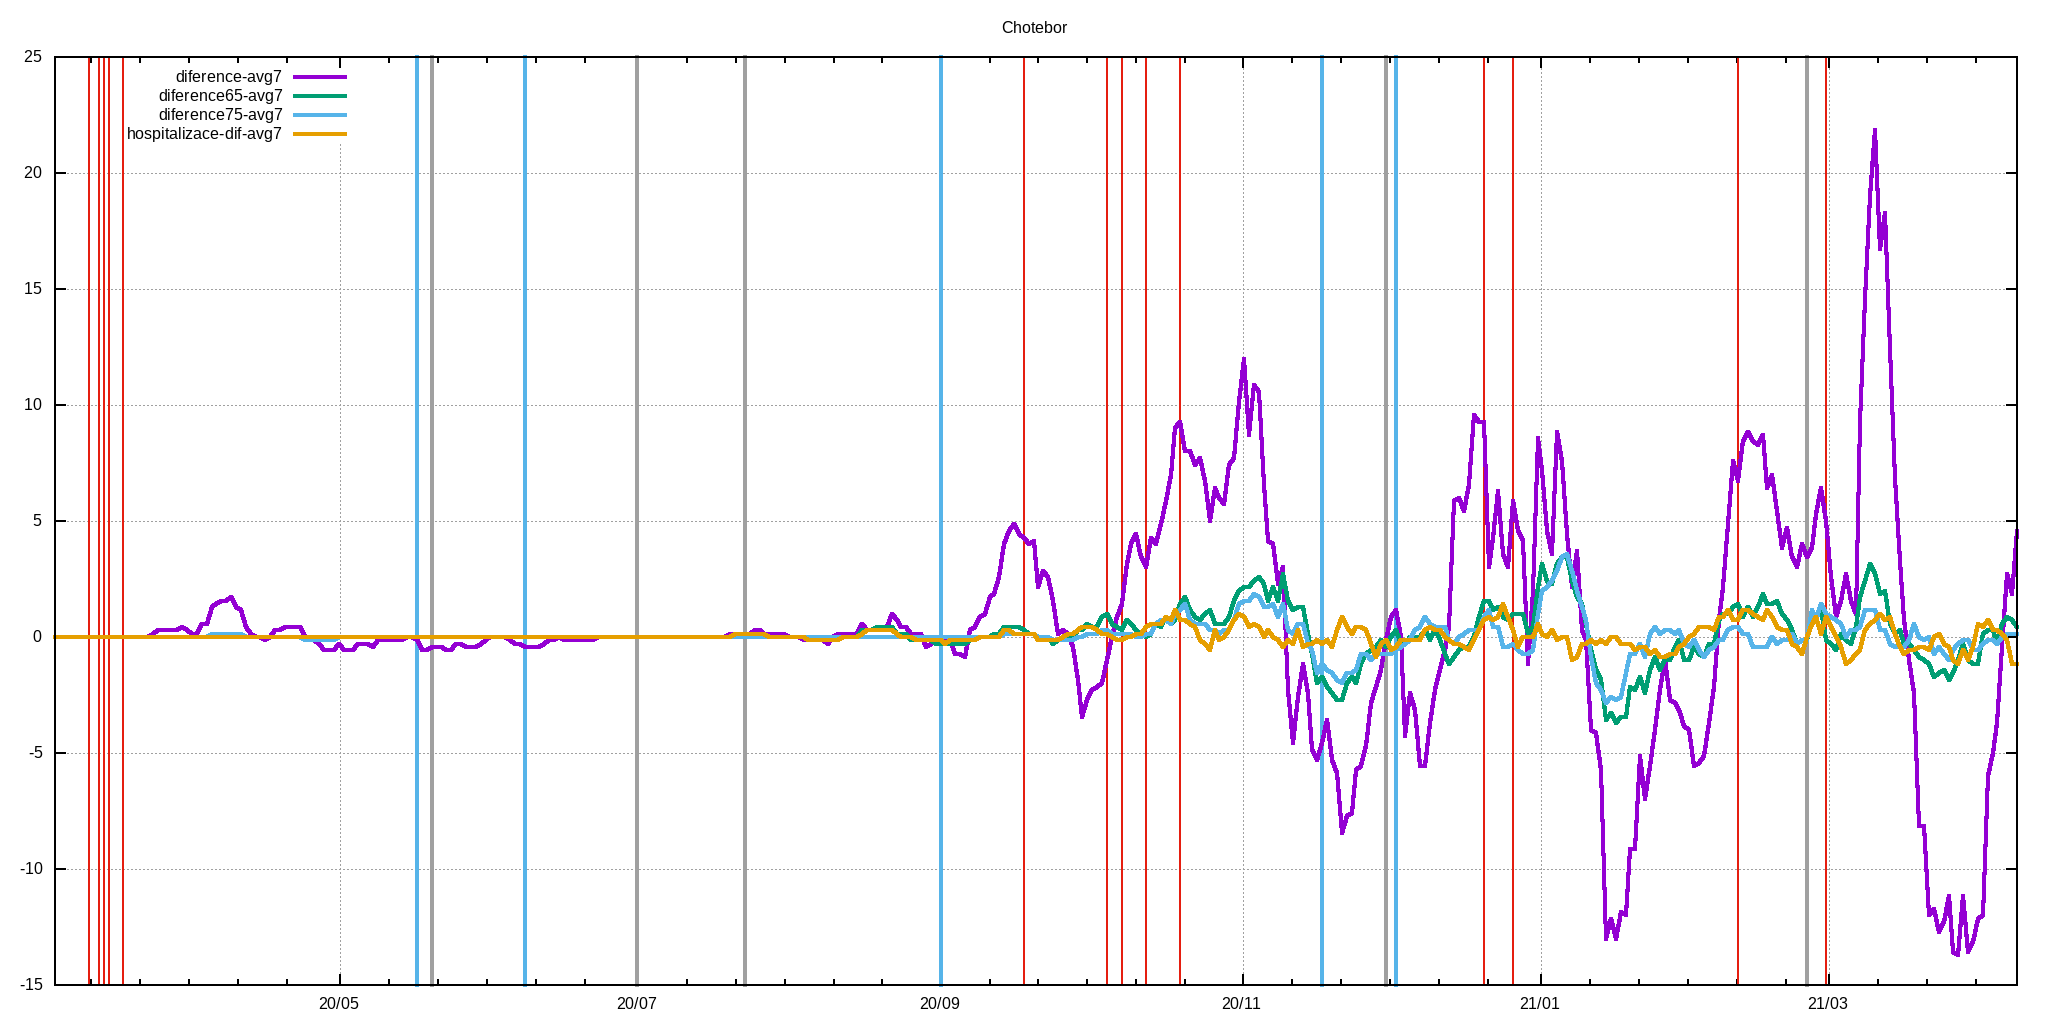 Chotebor
diference-avg7
diference65-avg7
diference75-avg7
hospitalizace-dif-avg7
25
20
15
10
5
0
-5
-10
-15
20/05 20/07 20/09 20/11 21/01 21/03